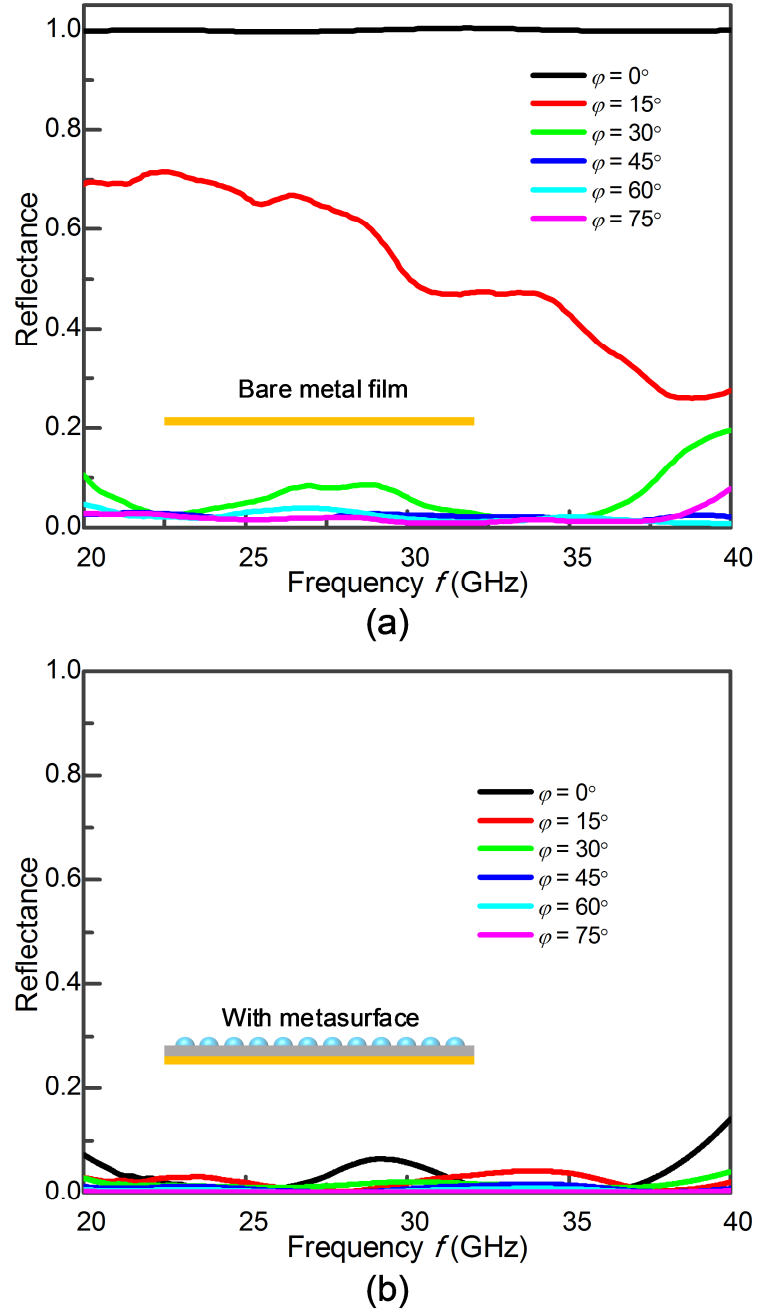 1.0
0.8
0.6
0.4
0.2
0.0
Reflectance
φ = 0°
φ = 15°
φ = 30°
φ = 45°
φ = 60°
φ = 75°
Bare metal film
20 25 30 35 40
Frequency f (GHz)
(a)
1.0
0.8
0.6
0.4
0.2
0.0
Reflectance
φ = 0°
φ = 15°
φ = 30°
φ = 45°
φ = 60°
φ = 75°
With metasurface
20 25 30 35 40
Frequency f (GHz)
(b)